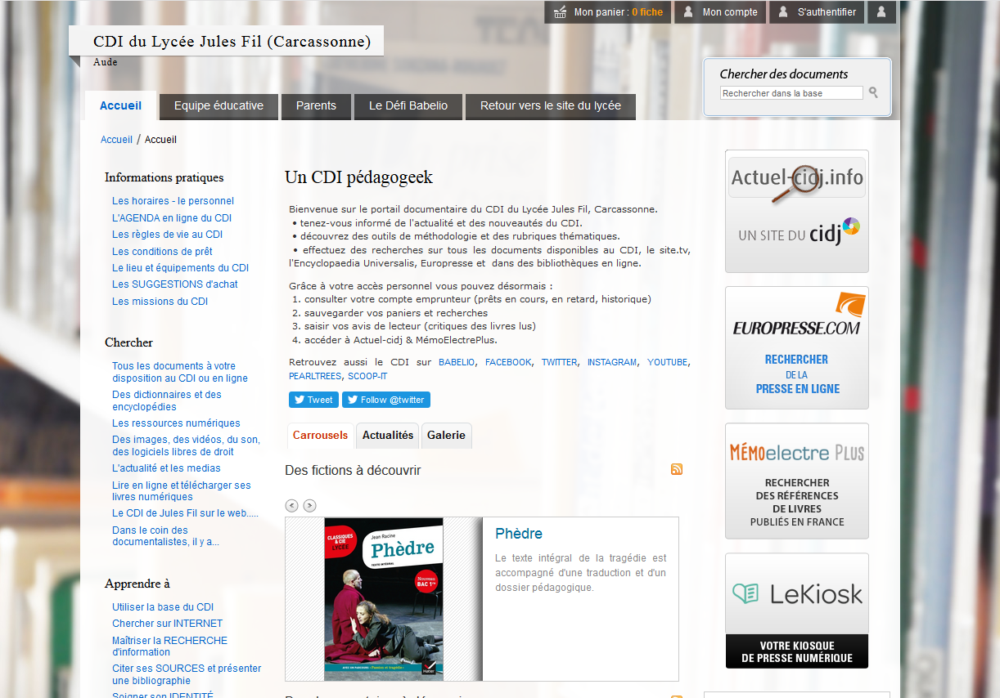 Mon panier : 0 fiche
Mon compte
S'authentifier
CDI du Lycée Jules Fil (Carcassonne)
Aude
Chercher des documents
Rechercher dans la base
Accueil
Equipe éducative
Parents
Le Défi Babelio
Retour vers le site du lycée
Accueil / Accueil
Informations pratiques
Les horaires - le personnel
L'AGENDA en ligne du CDI
Les règles de vie au CDI
Les conditions de prêt
Le lieu et équipements du CDI
Les SUGGESTIONS d'achat
Les missions du CDI
Chercher
Tous les documents à votre
disposition au CDI ou en ligne
Des dictionnaires et des
encyclopédies
Les ressources numériques
Des images, des vidéos, du son,
des logiciels libres de droit
L'actualité et les medias
Lire en ligne et télécharger ses
livres numériques
Le CDI de Jules Fil sur le web.....
Dans le coin des
documentalistes, il y a...
Apprendre à
Utiliser la base du CDI
Chercher sur INTERNET
Maîtriser la RECHERCHE
d'information
Citer ses SOURCES et présenter
une bibliographie
Soigner son IDENTITÉ
Un CDI pédagogeek
Bienvenue sur le portail documentaire du CDI du Lycée Jules Fil, Carcassonne.
• tenez-vous informé de l'actualité et des nouveautés du CDI.
• découvrez des outils de méthodologie et des rubriques thématiques.
• effectuez des recherches sur tous les documents disponibles au CDI, le site.tv,
l'Encyclopaedia Universalis, Europresse et dans des bibliothèques en ligne.
Grâce à votre accès personnel vous pouvez désormais :
1. consulter votre compte emprunteur (prêts en cours, en retard, historique)
2. sauvegarder vos paniers et recherches
3. saisir vos avis de lecteur (critiques des livres lus)
4. accéder à Actuel-cidj & MémoElectrePlus.
Retrouvez aussi le CDI sur BABELIO, FACEBOOK, TWITTER, INSTAGRAM, YOUTUBE,
PEARLTREES, SCOOP-IT
Tweet
Follow @twitter
Carrousels
Actualités
Galerie
Des fictions à découvrir
CLASSIQUES
& CIE
LYCÉE
Jean Racine
Phèdre
TEXTE INTÉGRAL
Nouveau
BAC 1re
AVEC UN PARCOURS « Passion et tragédie »
Hatier
Phèdre
Le texte intégral de la tragédie est
accompagné d'une traduction et d'un
dossier pédagogique.
Actuel-cidj.info
UN SITE DU cidj
EUROPRESSE.COM
RECHERCHER
DE LA
PRESSE EN LIGNE
MÉMOelectre PLUS
RECHERCHER
DES RÉFÉRENCES
DE LIVRES
PUBLIÉS EN FRANCE
LeKiosk
VOTRE KIOSQUE
DE PRESSE NUMÉRIQUE